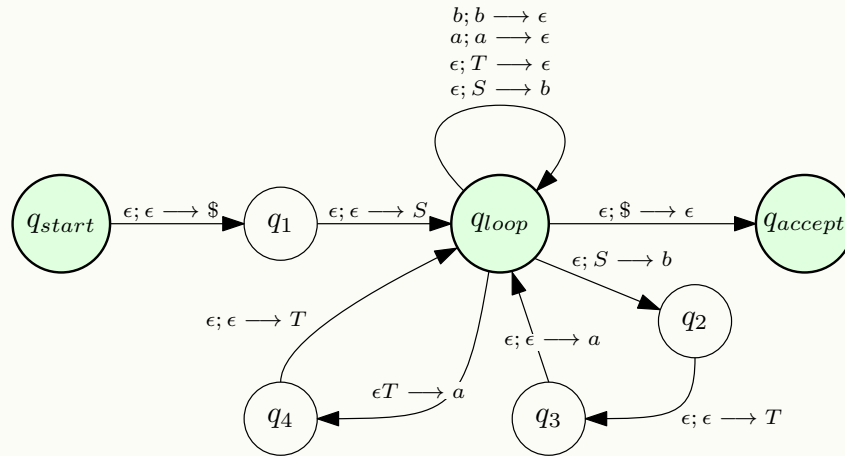 b; b ⟶ ϵ
a; a ⟶ ϵ
ϵ; T ⟶ ϵ
ϵ; S ⟶ b
q_start
ϵ; ϵ ⟶ $
q_1
ϵ; ϵ ⟶ S
q_loop
ϵ; $ ⟶ ϵ
q_accept
ϵ; S ⟶ b
ϵ; ϵ ⟶ T
ϵ; ϵ ⟶ a
q_2
ϵT ⟶ a
q_4
q_3
ϵ; ϵ ⟶ T